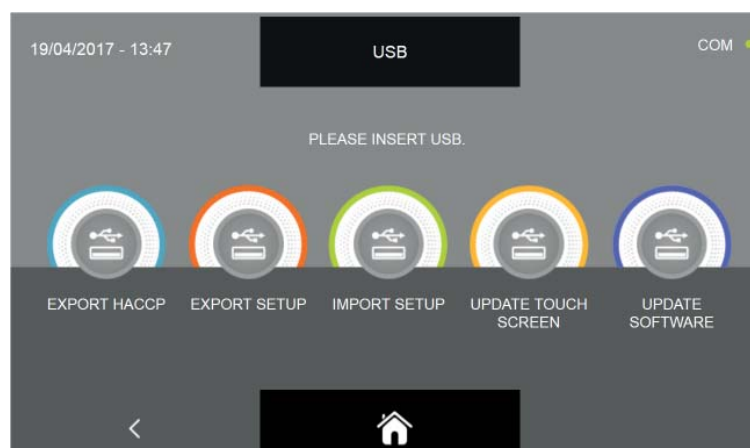 19/04/2017 - 13:47
USB
COM
PLEASE INSERT USB.
EXPORT HACCP
EXPORT SETUP
IMPORT SETUP
UPDATE TOUCH
SCREEN
UPDATE
SOFTWARE